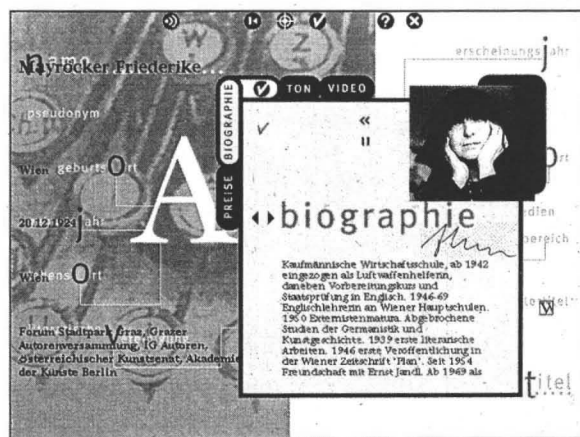 W
Z
name
erscheinungsjahr
Mayröcker Friederike...
TON VIDEO
BIOGRAPHIE
PREISE
pseudonym
ort
Wien geburtsort
A
20.12.1924 jahr
biographie
bereich
Wien
ort
Kaufmännische Wirtschaftsschule, ab 1942
eingezogen als Luftwaffenhelferin,
daneben Vorbereitungskurs und
Staatsprüfung in Englisch. 1946-69
Englischlehrerin an Wiener Hauptschulen.
1950 Externistenmatura. Abgebrochene
Studien der Germanistik und
Kunstgeschichte. 1939 erste literarische
Arbeiten. 1946 erste Veröffentlichung in
der Wiener Zeitschrift "Plan". Seit 1954
Freundschaft mit Ernst Jandl. Ab 1969 als
Forum Stadtpark Graz, Grazer
Autorenversammlung, IG Autoren,
österreichischer Kunstsenat, Akademie
der Künste Berlin
titel